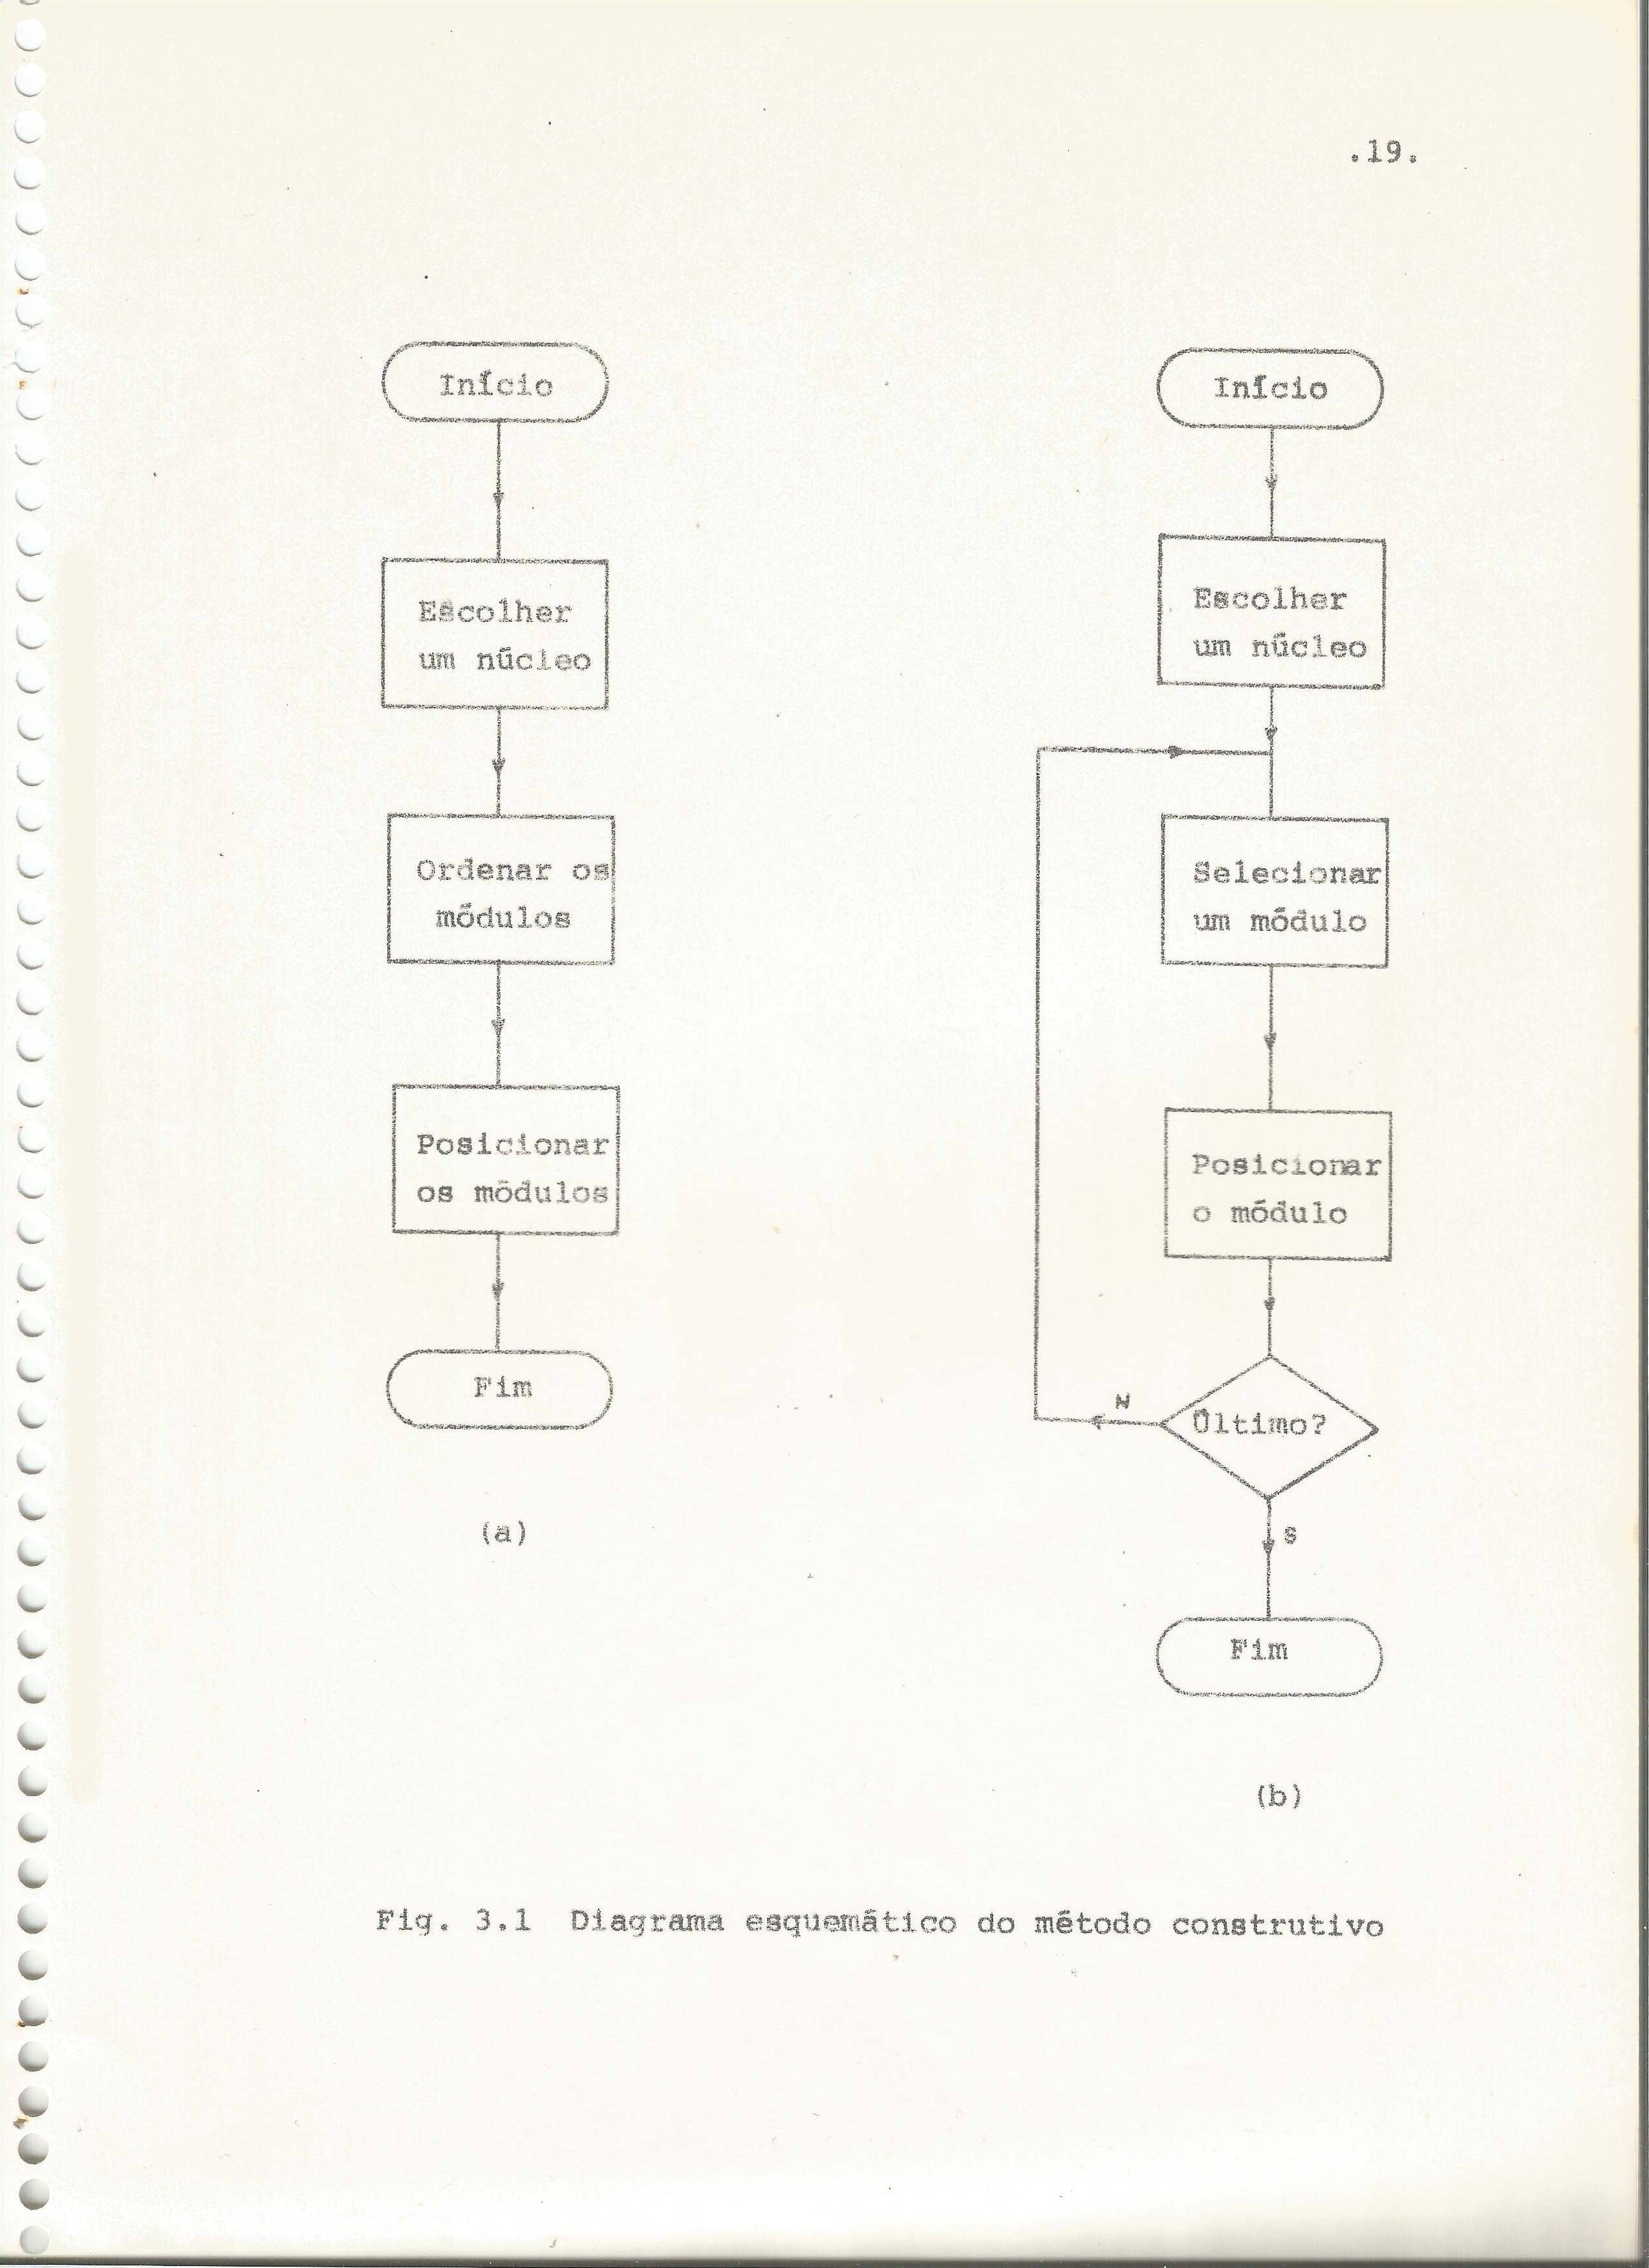 .19.
Início
Escolher
um núcleo
Ordenar os
módulos
Posicionar
os módulos
Fim
(a)
Início
Escolher
um núcleo
Selecionar
um módulo
Posicionar
o módulo
Último?
N
S
Fim
(b)
Fig. 3.1 Diagrama esquemático do método construtivo